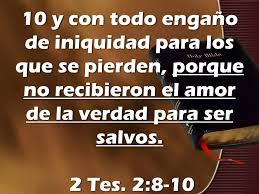 10 y con todo engaño
de iniquidad para los
que se pierden, porque
no recibieron el amor
de la verdad para ser
salvos.
2 Tes. 2:8-10